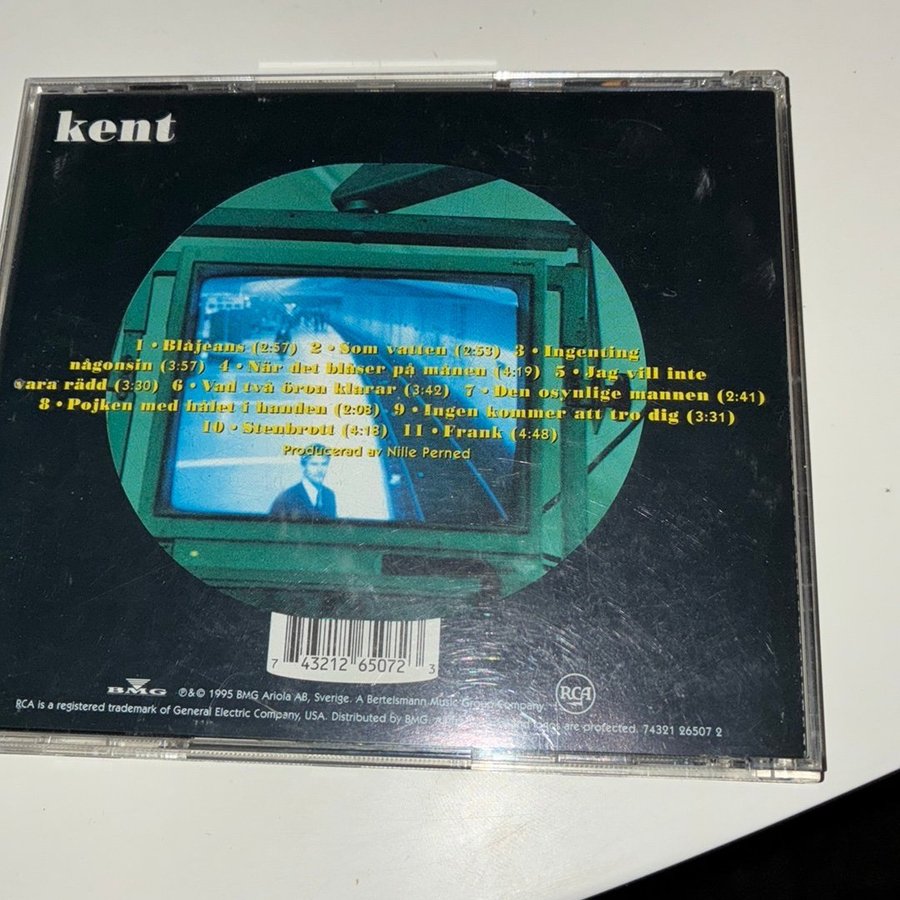 kent
1 • Blåjeans (2:57) 2 • Som vatten (2:53) 3 • Ingenting
någonsin (3:57) 4 • När det blåser på månen (4:19) 5 • Jag vill inte
vara rädd (3:30) 6 • Vad två öron klarar (3:42) 7 • Den osynlige mannen (2:41)
8 • Pojken med hålet i handen (2:03) 9 • Ingen kommer att tro dig (3:31)
10 • Stenbrott (4:18) 11 • Frank (4:48)
Producerad av Nille Perned
7 43212 65072 3
BMG ℗&© 1995 BMG Ariola AB, Sverige. A Bertelsmann Music Group Company. RCA
RCA is a registered trademark of General Electric Company, USA. Distributed by BMG. are protected. 74321 26507 2